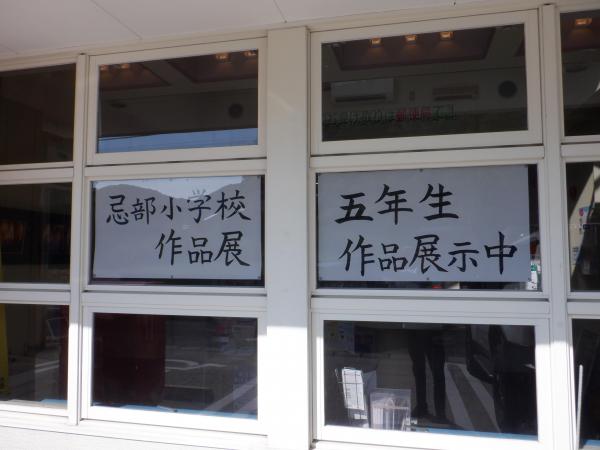 忌部小学校
作品展
五年生
作品展示中